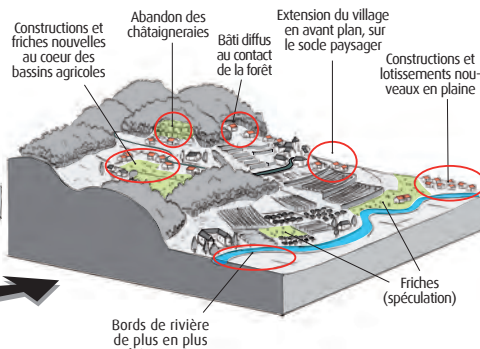 Constructions et
friches nouvelles
au coeur des
bassins agricoles
Abandon des
châtaigneraies
Bâti diffus
au contact
de la forêt
Extension du village
en avant plan, sur
le socle paysager
Constructions et
lotissements nou-
veaux en plaine
Friches
(spéculation)
Bords de rivière
de plus en plus